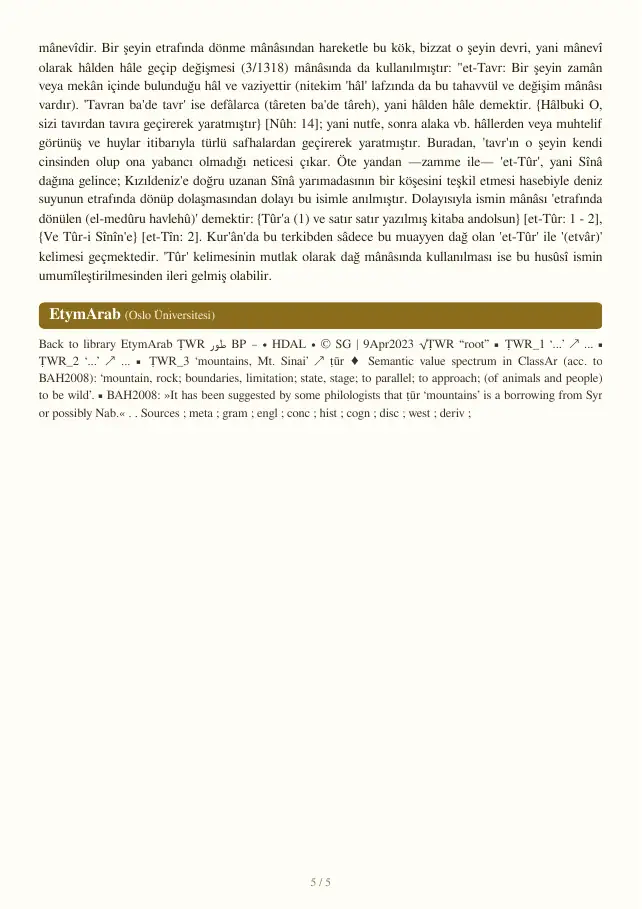 mânevîdir. Bir şeyin etrafında dönme mânâsından hareketle bu kök, bizzat o şeyin devri, yani mânevî
olarak hâlden hâle geçip değişmesi (3/1318) mânâsında da kullanılmıştır: "et-Tavr: Bir şeyin zamân
veya mekân içinde bulunduğu hâl ve vaziyettir (nitekim 'hâl' lafzında da bu tahavvül ve değişim mânâsı
vardır). 'Tavran ba'de tavr' ise defâlarca (târeten ba'de târeh), yani hâlden hâle demektir. {Hâlbuki O,
sizi tavırdan tavıra geçirerek yaratmıştır} [Nûh: 14]; yani nutfe, sonra alaka vb. hâllerden veya muhtelif
görünüş ve huylar itibarıyla türlü safhalardan geçirerek yaratmıştır. Buradan, 'tavr'ın o şeyin kendi
cinsinden olup ona yabancı olmadığı neticesi çıkar. Öte yandan —zamme ile— 'et-Tûr', yani Sînâ
dağına gelince; Kızıldeniz'e doğru uzanan Sînâ yarımadasının bir köşesini teşkil etmesi hasebiyle deniz
suyunun etrafında dönüp dolaşmasından dolayı bu isimle anılmıştır. Dolayısıyla ismin mânâsı 'etrafında
dönülen (el-medûru havlehû)' demektir: {Tûr'a (1) ve satır satır yazılmış kitaba andolsun} [et-Tûr: 1 - 2],
{Ve Tûr-i Sînîn'e} [et-Tîn: 2]. Kur'ân'da bu terkibden sâdece bu muayyen dağ olan 'et-Tûr' ile '(etvâr)'
kelimesi geçmektedir. 'Tûr' kelimesinin mutlak olarak dağ mânâsında kullanılması ise bu husûsî ismin
umumîleştirilmesinden ileri gelmiş olabilir.
EtymArab (Oslo Üniversitesi)
Back to library EtymArab ṬWR طور BP – • HDAL • © SG | 9Apr2023 √ṬWR “root” ▪ ṬWR_1 ‘...’ ↗ ... ▪
ṬWR_2 ‘...’ ↗ ... ▪ ṬWR_3 ‘mountains, Mt. Sinai’ ↗ ṭūr ♦ Semantic value spectrum in ClassAr (acc. to
BAH2008): ‘mountain, rock; boundaries, limitation; state, stage; to parallel; to approach; (of animals and people)
to be wild’. ▪ BAH2008: »It has been suggested by some philologists that ṭūr ‘mountains’ is a borrowing from Syr
or possibly Nab.« . . Sources ; meta ; gram ; engl ; conc ; hist ; cogn ; disc ; west ; deriv ;
5 / 5